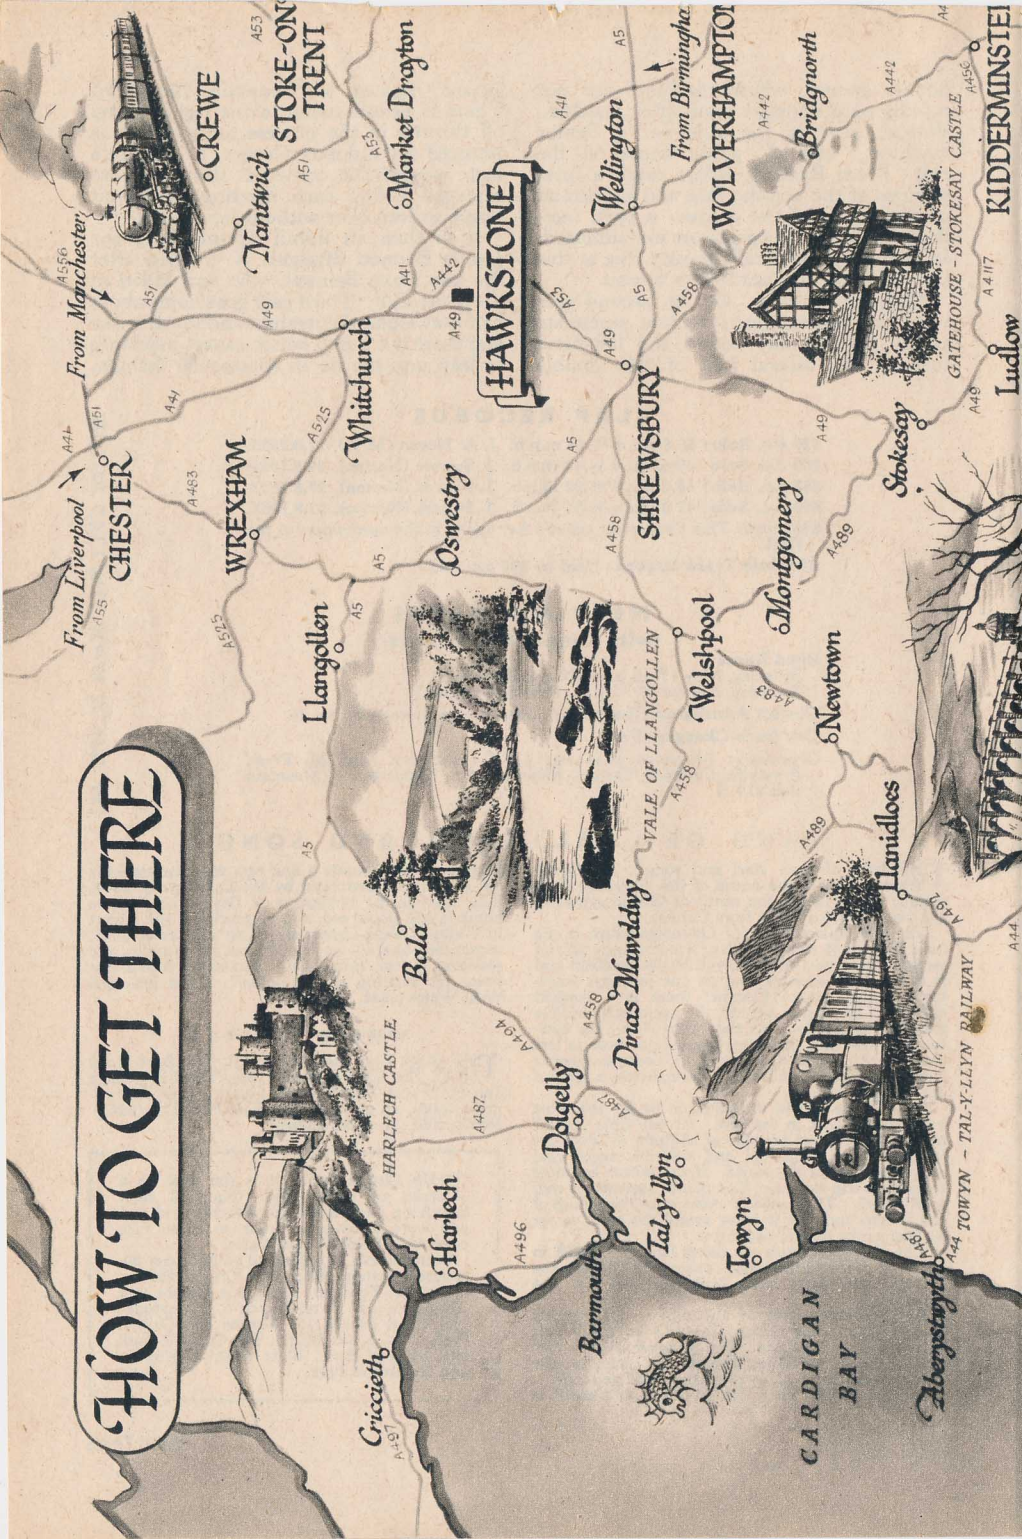 HOW TO GET THERE
From Liverpool
From Manchester
A41
A51
A556
A51
A55
CHESTER
A41
A49
CREWE
A53
STOKE-ON
TRENT
Nantwich
A51
A483
WREXHAM
A525
A525
Whitchurch
A53
Market Drayton
Llangollen
A5
A5
A5
A41
A442
A49
HAWKSTONE
A41
Bala
HARLECH CASTLE
Oswestry
A494
A487
Harlech
Criccieth
A497
A496
A5
A53
A49
A5
Wellington
A5
From Birmingha
Dolgelly
A458
A487
Dinas Mawddwy
VALE OF LLANGOLLEN
A458
SHREWSBURY
A458
WOLVERHAMPTON
A442
Barmouth
Tal-y-llyn
Towyn
A458
Welshpool
A483
Montgomery
Newtown
A489
A489
A49
Bridgnorth
A442
Stokesay
GATEHOUSE - STOKESAY CASTLE
A49
A4117
A456
A4
KIDDERMINSTER
Ludlow
Llanidloes
A492
A44
TOWYN - TAL-Y-LLYN RAILWAY
A487
A44
CARDIGAN
BAY
Aberystwyth